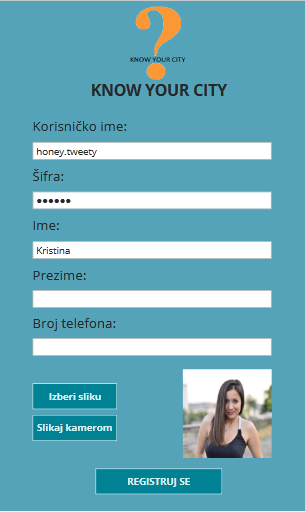 KNOW YOUR CITY
KNOW YOUR CITY
Korisničko ime:
honey.tweety
Šifra:
●●●●●●
Ime:
Kristina
Prezime:
Broj telefona:
Izberi sliku
Slikaj kamerom
REGISTRUJ SE